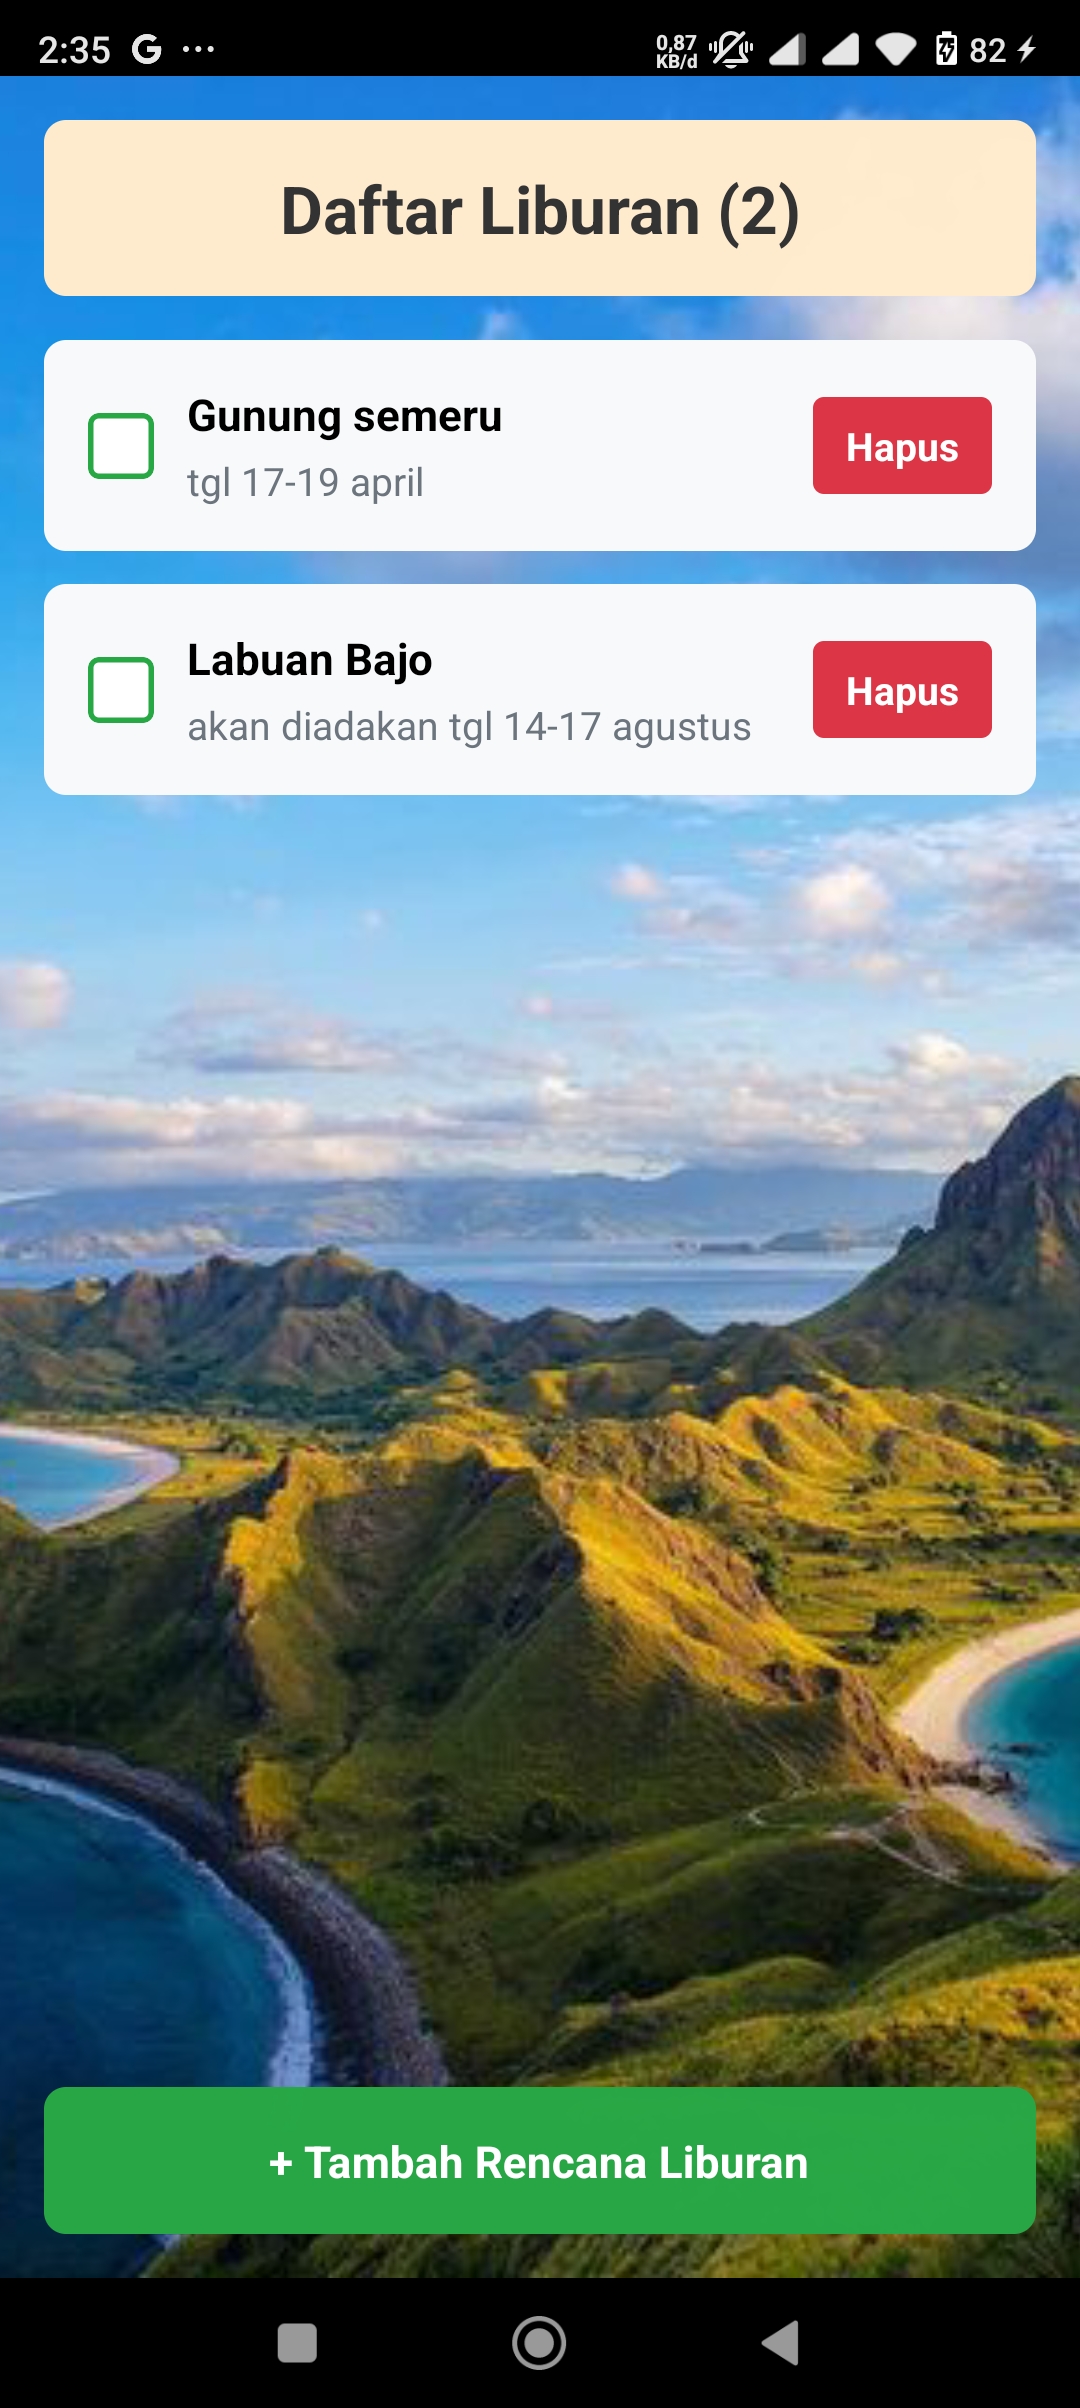 2:35 G ... 0,87 KB/d 82
Daftar Liburan (2)
Gunung semeru
tgl 17-19 april
Hapus
Labuan Bajo
akan diadakan tgl 14-17 agustus
Hapus
+ Tambah Rencana Liburan